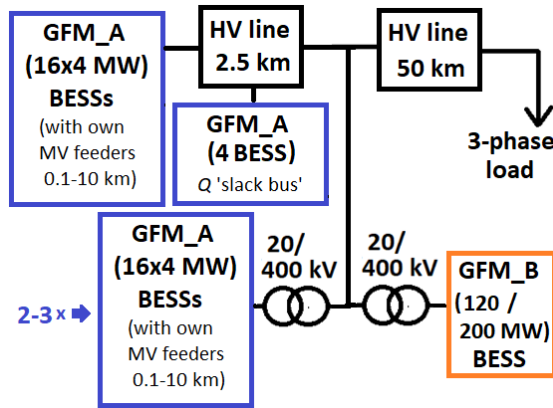 GFM_A
(16x4 MW)
BESSs
(with own
MV feeders
0.1-10 km)
HV line
2.5 km
HV line
50 km
GFM_A
(4 BESS)
Q 'slack bus'
3-phase
load
2-3x
GFM_A
(16x4 MW)
BESSs
(with own
MV feeders
0.1-10 km)
20/
400 kV
20/
400 kV
GFM_B
(120 /
200 MW)
BESS